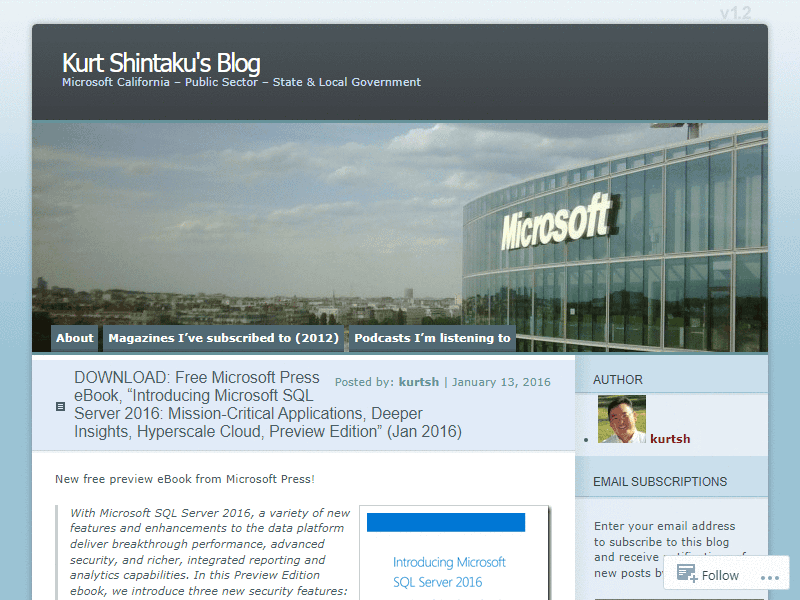 v1.2
Kurt Shintaku's Blog
Microsoft California – Public Sector – State & Local Government
Microsoft
About
Magazines I've subscribed to (2012)
Podcasts I'm listening to
DOWNLOAD: Free Microsoft Press
eBook, “Introducing Microsoft SQL
Server 2016: Mission-Critical Applications, Deeper
Insights, Hyperscale Cloud, Preview Edition” (Jan 2016)
Posted by: kurtsh | January 13, 2016
New free preview eBook from Microsoft Press!
With Microsoft SQL Server 2016, a variety of new
features and enhancements to the data platform
deliver breakthrough performance, advanced
security, and richer, integrated reporting and
analytics capabilities. In this Preview Edition
ebook, we introduce three new security features:
Introducing Microsoft
SQL Server 2016
AUTHOR
kurtsh
EMAIL SUBSCRIPTIONS
Enter your email address
to subscribe to this blog
and receive of
new posts
Follow
...